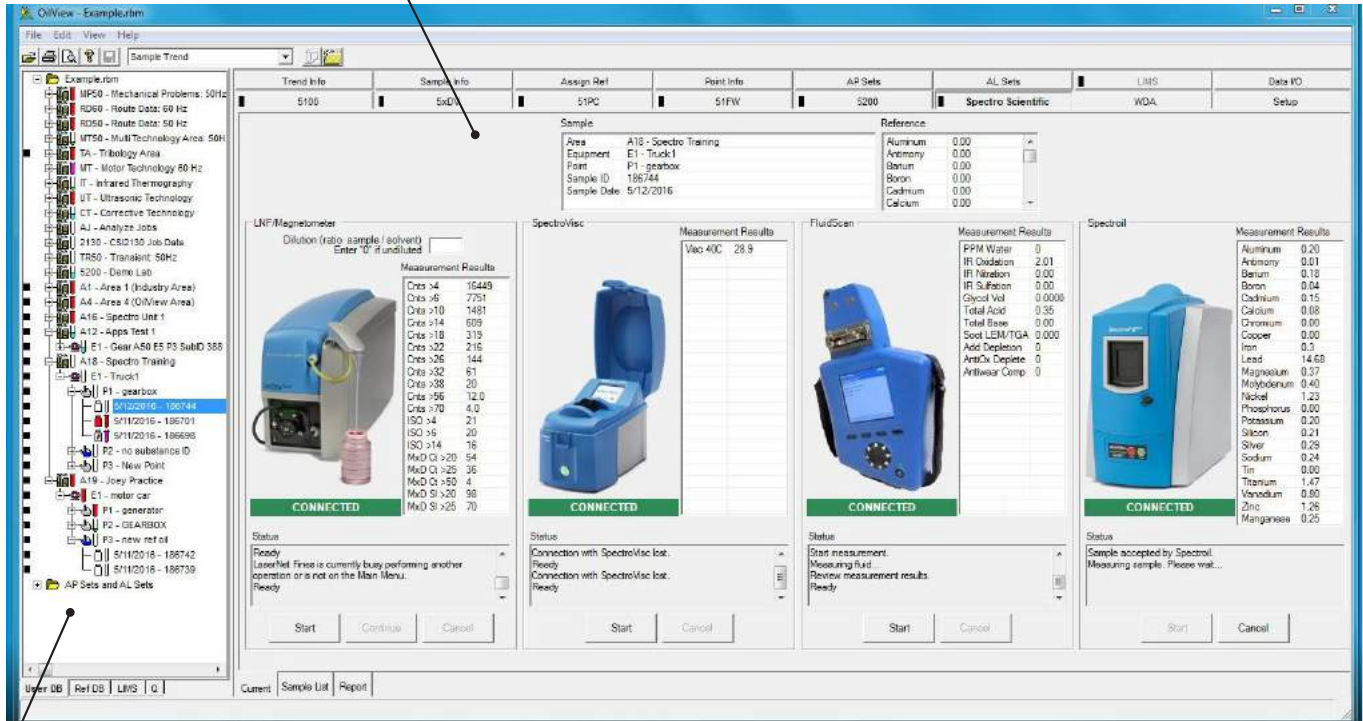 OilView - Example.rbm
File Edit View Help
Sample Trend
Example.rbm
MP50 - Mechanical Problems: 50Hz
RD60 - Route Data: 60 Hz
RD50 - Route Data: 50 Hz
MT50 - Multi Technology Area: 50H
TA - Tribology Area
MT - Motor Technology 60 Hz
IT - Infrared Thermography
UT - Ultrasonic Technology
CT - Corrective Technology
AJ - Analyze Jobs
2130 - CSI2130 Job Data
TR50 - Transient: 50Hz
5200 - Demo Lab
A1 - Area 1 (Industry Area)
A4 - Area 4 (OilView Area)
A16 - Spectro Unit 1
A12 - Apps Test 1
E1 - Gear A50 E5 P3 SubID 388
A18 - Spectro Training
E1 - Truck1
P1 - gearbox
5/12/2016 - 186744
5/11/2016 - 186701
5/11/2016 - 186698
P2 - no substance ID
P3 - New Point
A19 - Joey Practice
E1 - motor car
P1 - generator
P2 - GEARBOX
P3 - new ref oil
5/11/2016 - 186742
5/11/2016 - 186739
AP Sets and AL Sets
User DB Ref DB LIMS Q
Trend Info Sample Info Assign Ref Point Info AP Sets AL Sets LIMS Data I/O
5100 5xDV 51PC 51FW 5200 Spectro Scientific WDA Setup
Sample
Area A18 - Spectro Training
Equipment E1 - Truck1
Point P1 - gearbox
Sample ID 186744
Sample Date 5/12/2016
Reference
Aluminum 0.00
Antimony 0.00
Barium 0.00
Boron 0.00
Cadmium 0.00
Calcium 0.00
LNF/Magnetometer
Dilution (ratio sample / solvent)
Enter "0" if undiluted
Measurement Results
Cnts >4 16449
Cnts >6 7751
Cnts >10 1481
Cnts >14 609
Cnts >18 319
Cnts >22 216
Cnts >26 144
Cnts >32 61
Cnts >38 20
Cnts >56 12.0
Cnts >70 4.0
ISO >4 21
ISO >6 20
ISO >14 16
MxD Ct >20 54
MxD Ct >25 36
MxD Ct >50 4
MxD Sl >20 98
MxD Sl >25 70
CONNECTED
Status
Ready
LaserNet Fines is currently busy performing another
operation or is not on the Main Menu.
Ready
Start Continue Cancel
SpectroVisc
Measurement Results
Visc 40C 28.9
CONNECTED
Status
Connection with SpectroVisc lost.
Ready
Connection with SpectroVisc lost.
Ready
Start Cancel
FluidScan
Measurement Results
PPM Water 0
IR Oxidation 2.01
IR Nitration 0.00
IR Sulfation 0.00
Glycol Vol 0.0000
Total Acid 0.35
Total Base 0.00
Soot LEM/TGA 0.000
Add Depletion 0
AntiOx Deplete 0
Antiwear Comp 0
CONNECTED
Status
Start measurement.
Measuring fluid...
Review measurement results.
Ready
Start Cancel
Spectroil
Measurement Results
Aluminum 0.20
Antimony 0.01
Barium 0.18
Boron 0.04
Cadmium 0.15
Calcium 0.08
Chromium 0.00
Copper 0.00
Iron 0.3
Lead 14.68
Magnesium 0.37
Molybdenum 0.40
Nickel 1.23
Phosphorus 0.00
Potassium 0.20
Silicon 0.21
Silver 0.29
Sodium 0.24
Tin 0.00
Titanium 1.47
Vanadium 0.80
Zinc 1.26
Manganese 0.25
CONNECTED
Status
Sample accepted by Spectroil.
Measuring sample. Please wait...
Start Cancel
Current Sample List Report